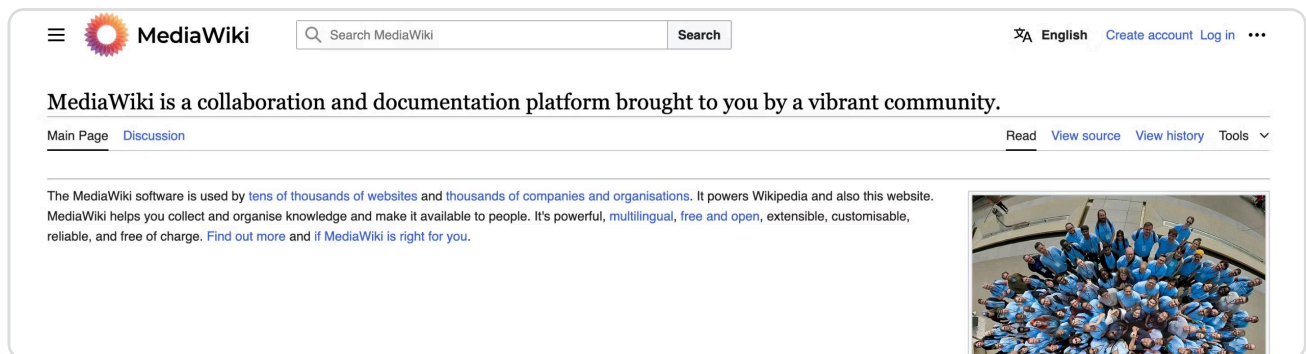 MediaWiki
Search MediaWiki
Search
English
Create account Log in
MediaWiki is a collaboration and documentation platform brought to you by a vibrant community.
Main Page Discussion
Read View source View history Tools
The MediaWiki software is used by tens of thousands of websites and thousands of companies and organisations. It powers Wikipedia and also this website.
MediaWiki helps you collect and organise knowledge and make it available to people. It's powerful, multilingual, free and open, extensible, customisable,
reliable, and free of charge. Find out more and if MediaWiki is right for you.